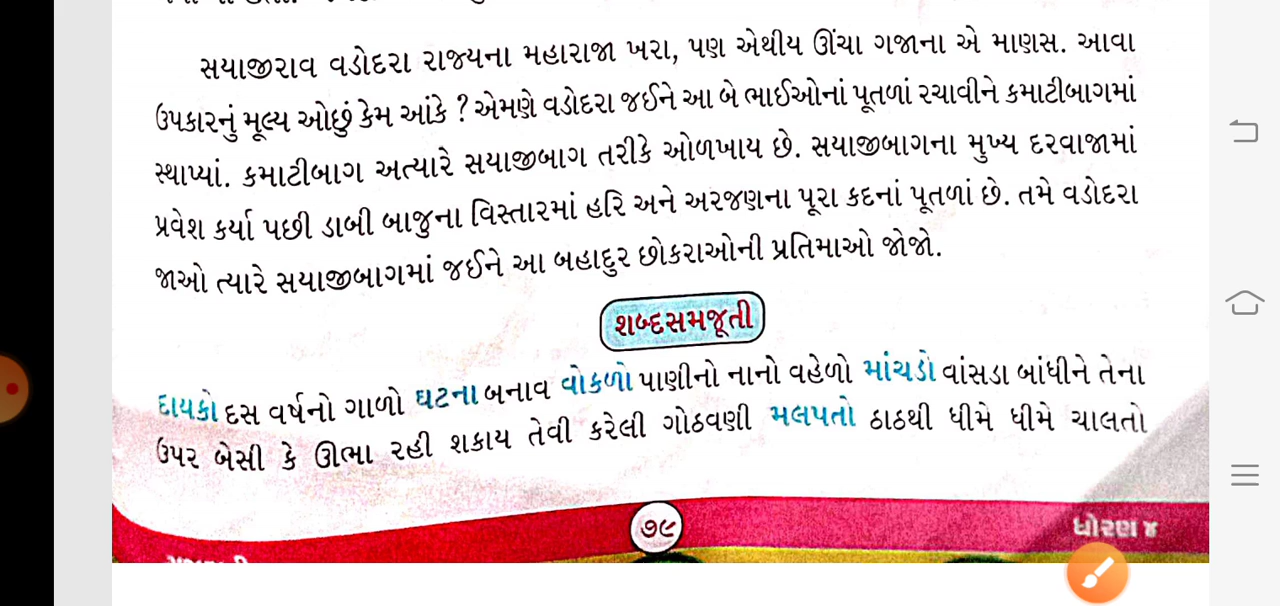 સયાજીરાવ વડોદરા રાજ્યના મહારાજા ખરા, પણ એથીય ઊંચા ગજાના એ માણસ. આવા
ઉપકારનું મૂલ્ય ઓછું કેમ આંકે ? એમણે વડોદરા જઈને આ બે ભાઈઓનાં પૂતળાં રચાવીને કમાટીબાગમાં
સ્થાપ્યાં. કમાટીબાગ અત્યારે સયાજીબાગ તરીકે ઓળખાય છે. સયાજીબાગના મુખ્ય દરવાજામાં
પ્રવેશ કર્યા પછી ડાબી બાજુના વિસ્તારમાં હરિ અને અરજણના પૂરા કદનાં પૂતળાં છે. તમે વડોદરા
જાઓ ત્યારે સયાજીબાગમાં જઈને આ બહાદુર છોકરાઓની પ્રતિમાઓ જોજો.
શબ્દસમજૂતી
દાયકો દસ વર્ષનો ગાળો ઘટના બનાવ વોકળો પાણીનો નાનો વહેળો માંચડો વાંસડા બાંધીને તેના
ઉપર બેસી કે ઊભા રહી શકાય તેવી કરેલી ગોઠવણી મલપતો ઠાઠથી ધીમે ધીમે ચાલતો
૭૯
ધોરણ ૪